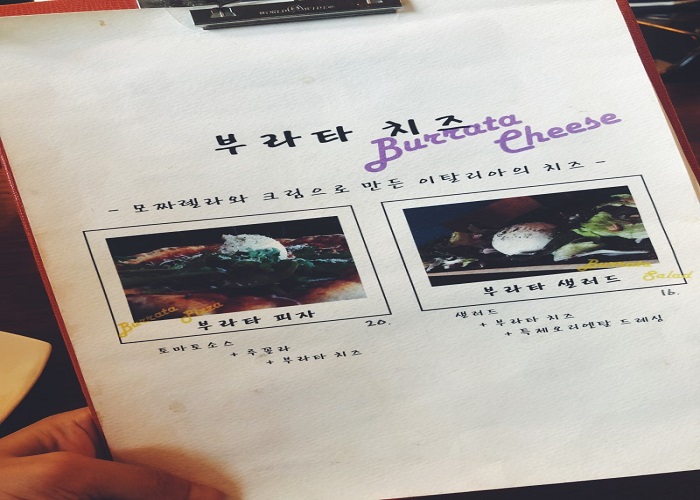 부라타 치즈
Burrata
Cheese
- 모짜렐라와 크림으로 만든 이탈리아의 치즈 -
Burrata Pizza
부라타 피자
20.
토마토소스
+ 루꼴라
+ 부라타 치즈
Burrata
Salad
부라타 샐러드
16.
샐러드
+ 부라타 치즈
+ 특제오리엔탈 드레싱